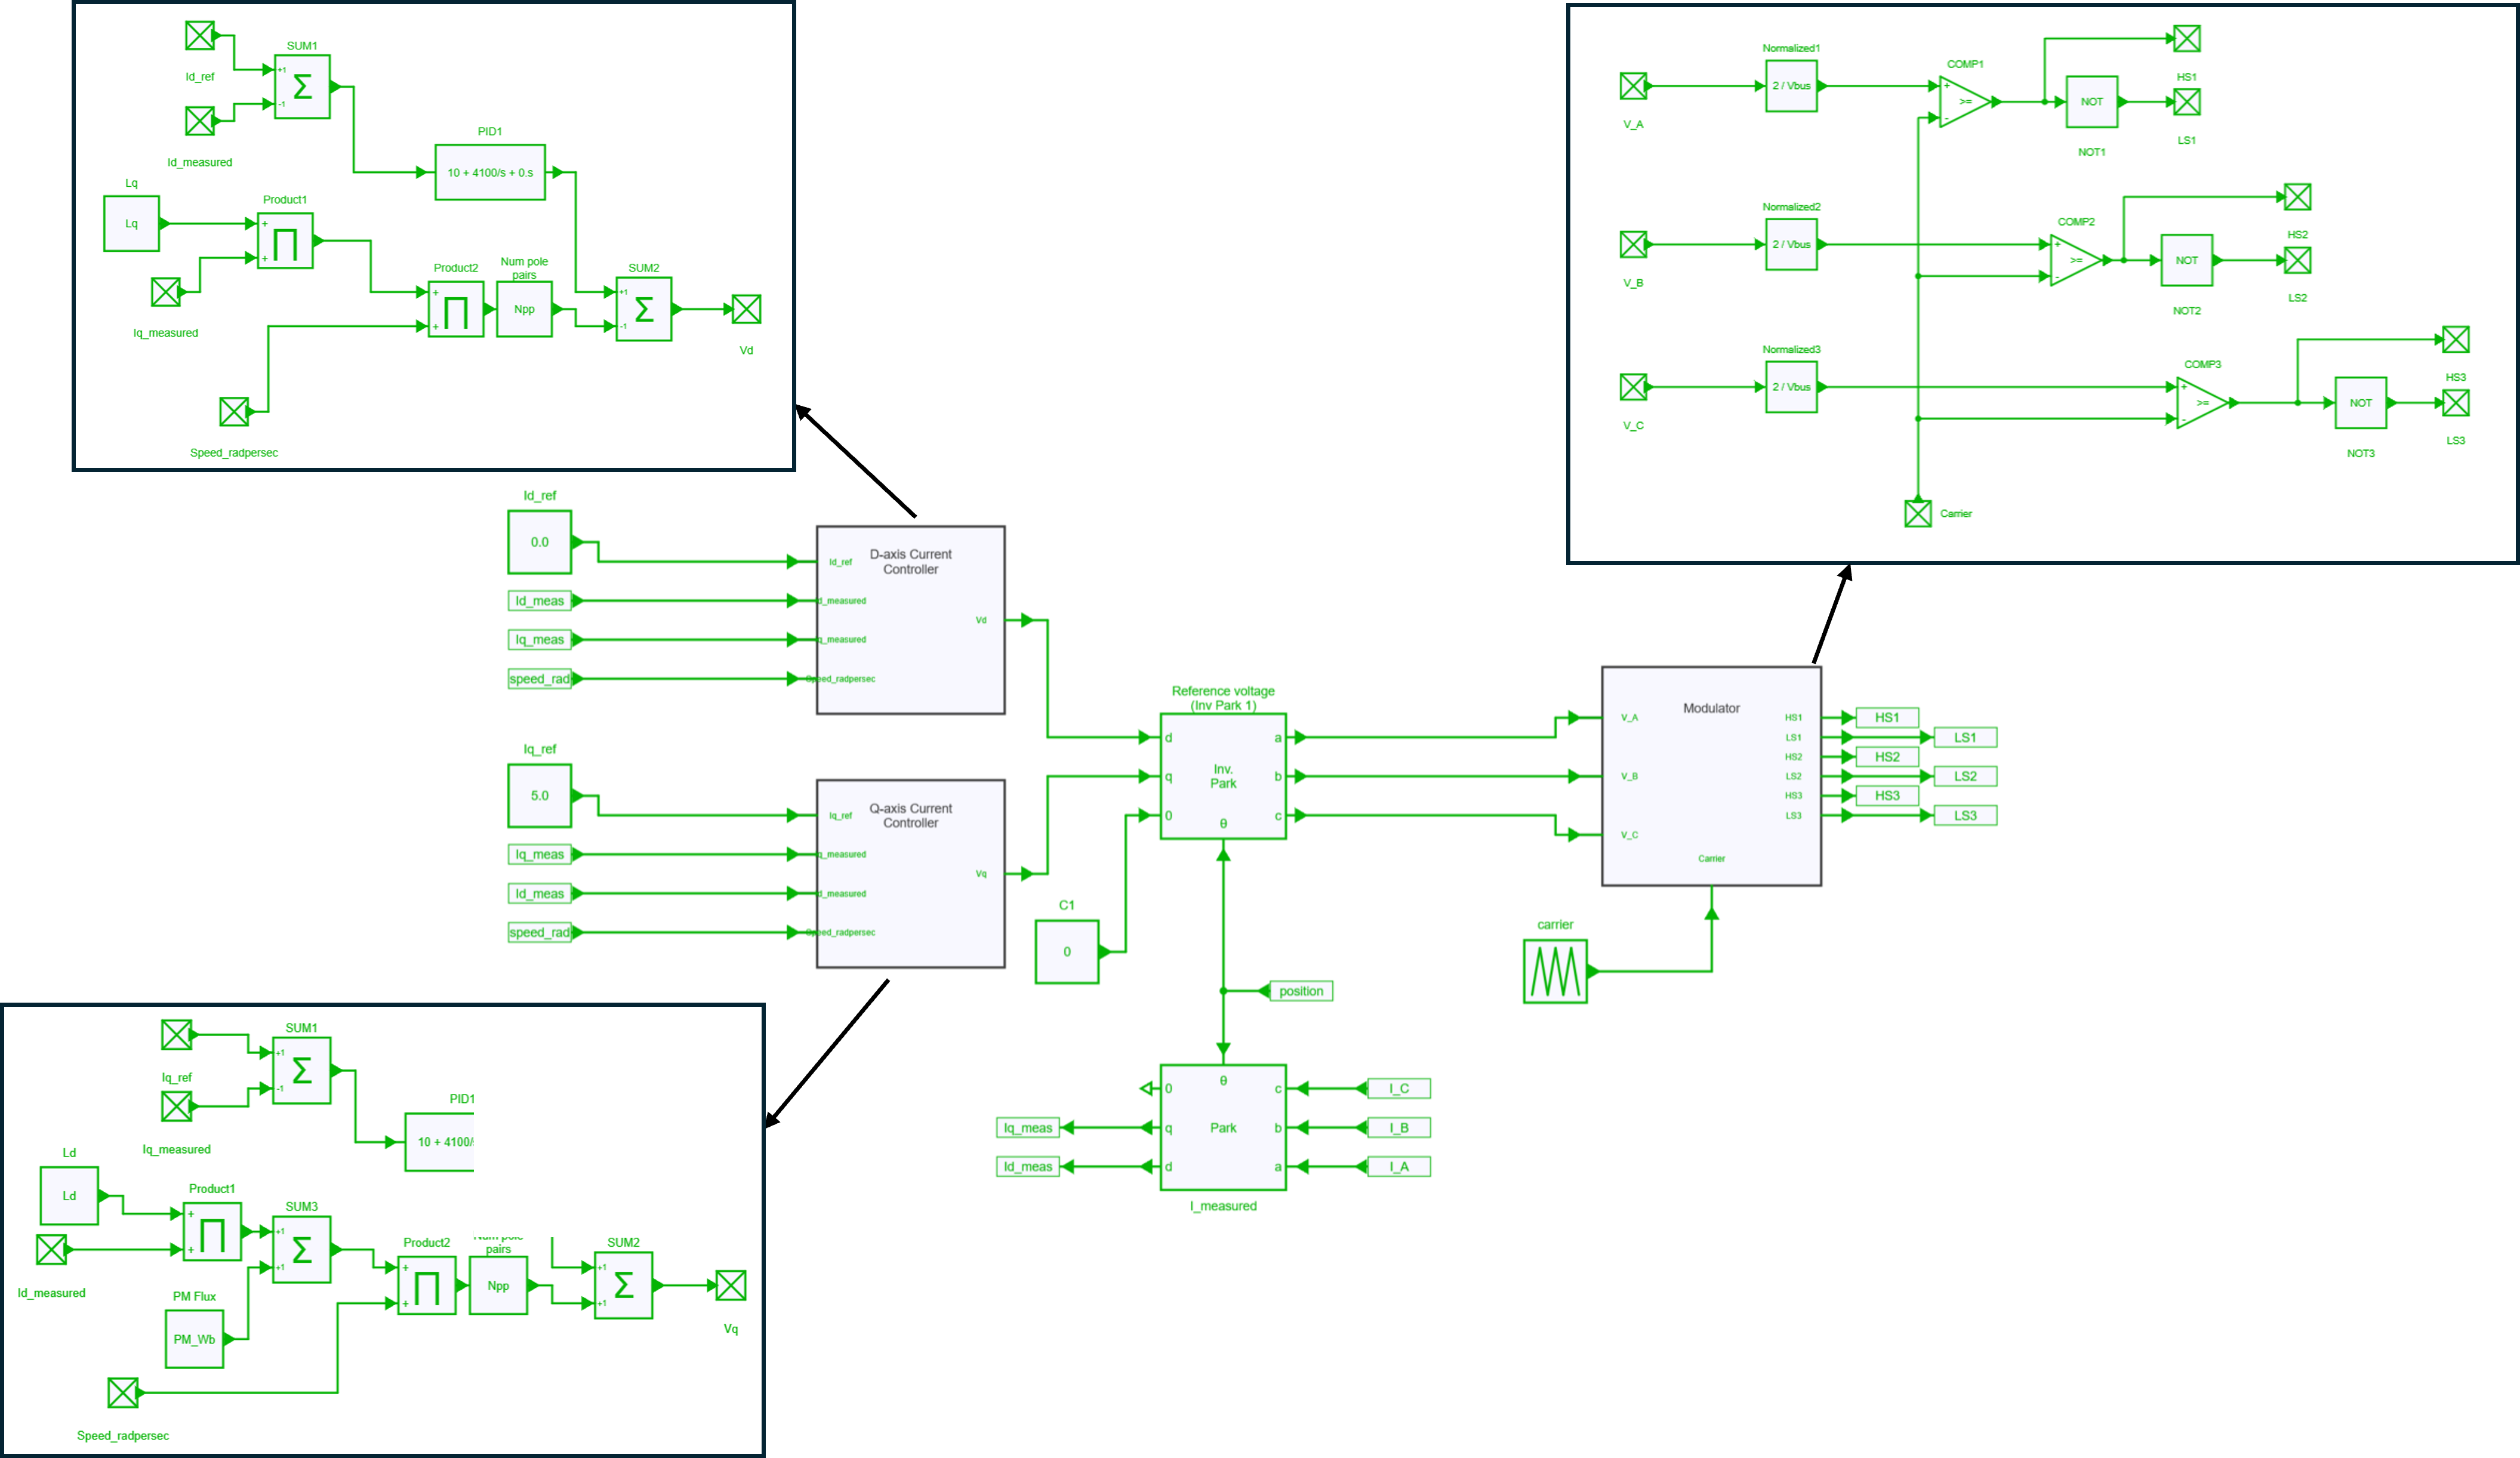 Id_ref
SUM1
+1
-1
Σ
Id_measured
PID1
10 + 4100/s + 0.s
Lq
Lq
Product1
+
+
∏
Iq_measured
Product2
+
+
∏
Num pole
pairs
Npp
SUM2
+1
-1
Σ
Vd
Speed_radpersec
V_A
Normalized1
2 / Vbus
COMP1
+
-
>=
NOT
NOT1
HS1
LS1
V_B
Normalized2
2 / Vbus
COMP2
+
-
>=
NOT
NOT2
HS2
LS2
V_C
Normalized3
2 / Vbus
COMP3
+
-
>=
NOT
NOT3
HS3
LS3
Carrier
Id_ref
0.0
Id_meas
Iq_meas
speed_rad
D-axis Current
Controller
Id_ref
d_measured
q_measured
Speed_radpersec
Vd
Iq_ref
5.0
Iq_meas
Id_meas
speed_rad
Q-axis Current
Controller
Iq_ref
q_measured
d_measured
Speed_radpersec
Vq
C1
0
Reference voltage
(Inv Park 1)
d
q
0
Inv.
Park
θ
a
b
c
position
carrier
Modulator
V_A
V_B
V_C
Carrier
HS1
LS1
HS2
LS2
HS3
LS3
HS1
LS1
HS2
LS2
HS3
LS3
θ
0
q
d
Park
c
b
a
I_C
I_B
I_A
Iq_meas
Id_meas
I_measured
Iq_ref
SUM1
+1
-1
Σ
Iq_measured
PID1
10 + 4100/
Ld
Ld
Product1
+
+
∏
Id_measured
SUM3
+1
+1
Σ
PM Flux
PM_Wb
Product2
+
+
∏
pairs
Npp
SUM2
+1
+1
Σ
Vq
Speed_radpersec